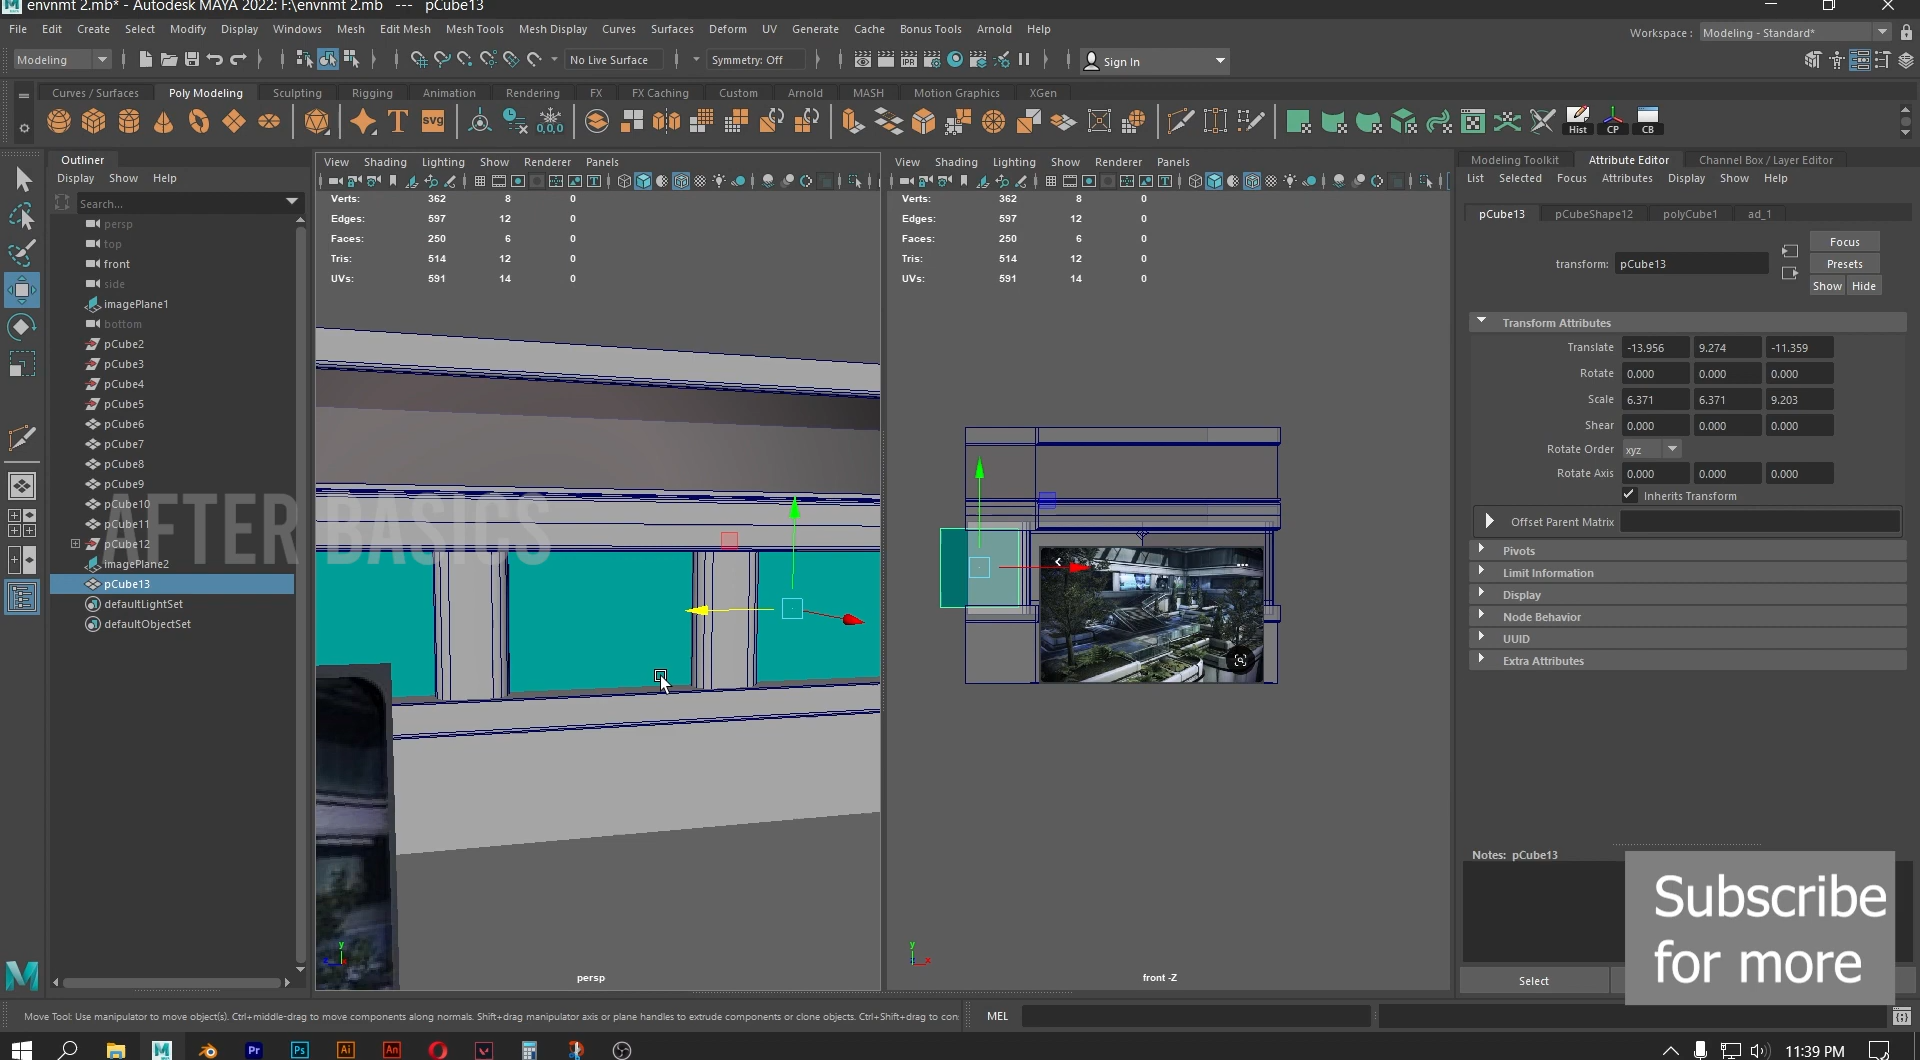 envnmt 2.mb* - Autodesk MAYA 2022: F:\envnmt 2.mb --- pCube13
File Edit Create Select Modify Display Windows Mesh Edit Mesh Mesh Tools Mesh Display Curves Surfaces Deform UV Generate Cache Bonus Tools Arnold Help
Workspace : Modeling - Standard*
Modeling No Live Surface Symmetry: Off IPR Sign In
Curves / Surfaces Poly Modeling Sculpting Rigging Animation Rendering FX FX Caching Custom Arnold MASH Motion Graphics XGen
T svg 0,0,0 Hist CP CB
Outliner
Display Show Help
Search...
persp
top
front
side
imagePlane1
bottom
pCube2
pCube3
pCube4
pCube5
pCube6
pCube7
pCube8
pCube9
pCube10
pCube11
pCube12
imagePlane2
pCube13
defaultLightSet
defaultObjectSet
View Shading Lighting Show Renderer Panels
Verts: 362 8 0
Edges: 597 12 0
Faces: 250 6 0
Tris: 514 12 0
UVs: 591 14 0
AFTER BASICS
y
persp
View Shading Lighting Show Renderer Panels
Verts: 362 8 0
Edges: 597 12 0
Faces: 250 6 0
Tris: 514 12 0
UVs: 591 14 0
y
x
front -Z
Modeling Toolkit Attribute Editor Channel Box / Layer Editor
List Selected Focus Attributes Display Show Help
pCube13 pCubeShape12 polyCube1 ad_1
transform: pCube13
Focus
Presets
Show Hide
Transform Attributes
Translate -13.956 9.274 -11.359
Rotate 0.000 0.000 0.000
Scale 6.371 6.371 9.203
Shear 0.000 0.000 0.000
Rotate Order xyz
Rotate Axis 0.000 0.000 0.000
Inherits Transform
Offset Parent Matrix
Pivots
Limit Information
Display
Node Behavior
UUID
Extra Attributes
Notes: pCube13
Subscribe
for more
Select
Move Tool: Use manipulator to move object(s). Ctrl+middle-drag to move components along normals. Shift+drag manipulator axis or plane handles to extrude components or clone objects. Ctrl+Shift+drag to con
MEL
Pr Ps Ai An
11:39 PM